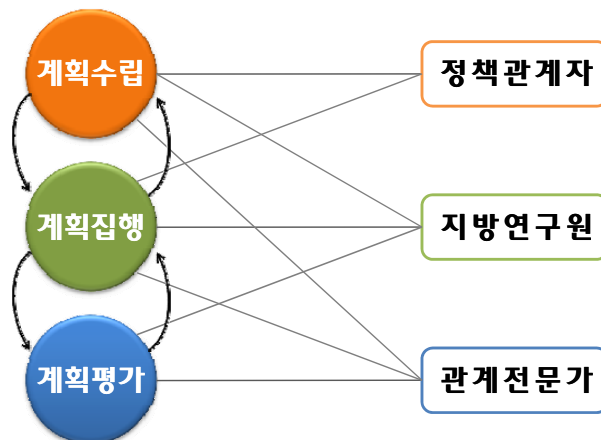 계획수립
정책관계자
계획집행
지방연구원
계획평가
관계전문가